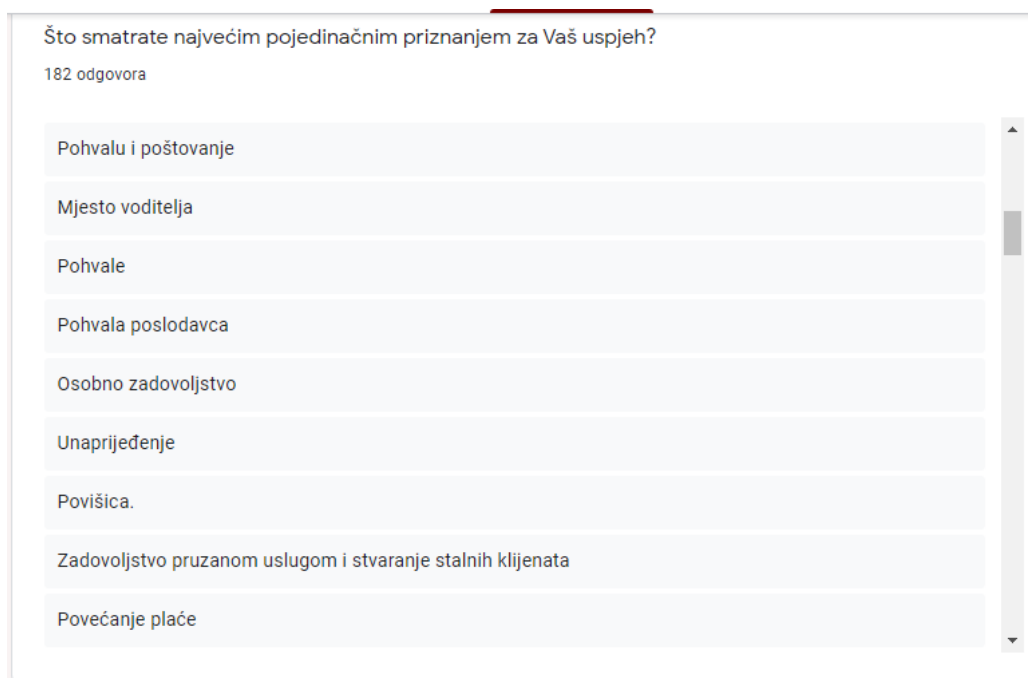 Što smatrate najvećim pojedinačnim priznanjem za Vaš uspjeh?
182 odgovora
Pohvalu i poštovanje
Mjesto voditelja
Pohvale
Pohvala poslodavca
Osobno zadovoljstvo
Unaprijeđenje
Povišica.
Zadovoljstvo pruzanom uslugom i stvaranje stalnih klijenata
Povećanje plaće